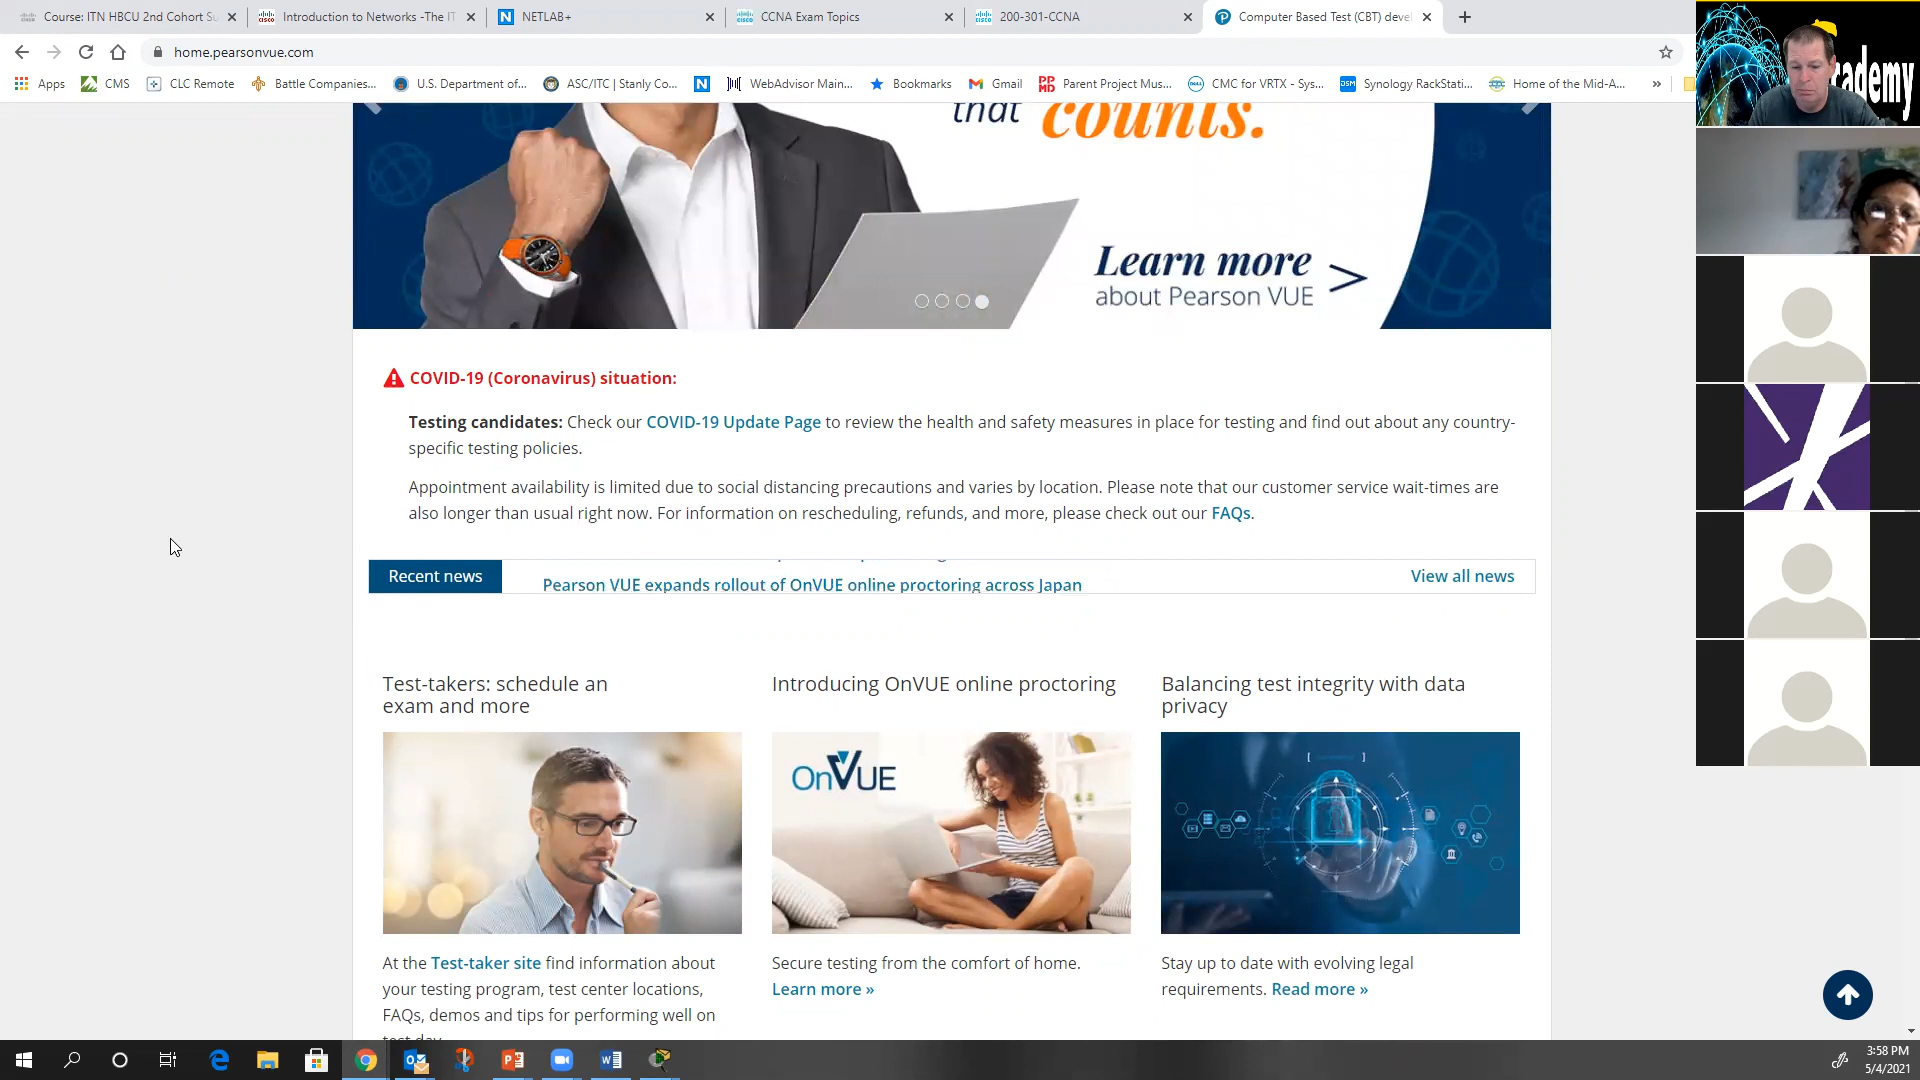 Course: ITN HBCU 2nd Cohort Su
Introduction to Networks -The IT
NETLAB+
CCNA Exam Topics
200-301-CCNA
Computer Based Test (CBT) deve
home.pearsonvue.com
Apps
CMS
CLC Remote
Battle Companies...
U.S. Department of...
ASC/ITC | Stanly Co...
WebAdvisor Main...
Bookmarks
Gmail
Parent Project Mus...
CMC for VRTX - Sys...
Synology RackStati...
Home of the Mid-A...
»
ademy
that counts.
Learn more >
about Pearson VUE
COVID-19 (Coronavirus) situation:
Testing candidates: Check our COVID-19 Update Page to review the health and safety measures in place for testing and find out about any country-
specific testing policies.
Appointment availability is limited due to social distancing precautions and varies by location. Please note that our customer service wait-times are
also longer than usual right now. For information on rescheduling, refunds, and more, please check out our FAQs.
Recent news
Pearson VUE expands rollout of OnVUE online proctoring across Japan
View all news
Test-takers: schedule an
exam and more
Introducing OnVUE online proctoring
Balancing test integrity with data
privacy
OnVUE
At the Test-taker site find information about
your testing program, test center locations,
FAQs, demos and tips for performing well on
test day.
Secure testing from the comfort of home.
Learn more »
Stay up to date with evolving legal
requirements. Read more »
3:58 PM
5/4/2021